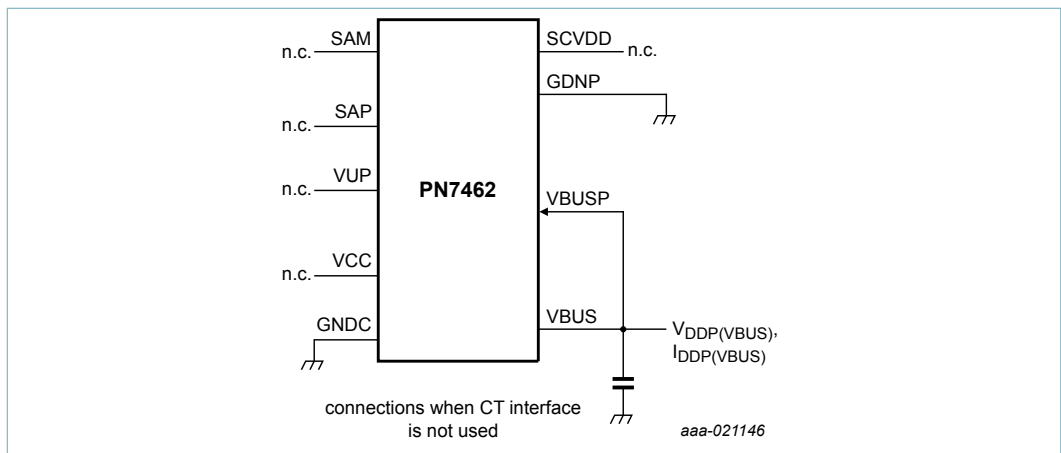 SAM
n.c.
SAP
n.c.
VUP
n.c.
VCC
n.c.
GNDC
PN7462
SCVDD
n.c.
GDNP
VBUSP
VBUS
VDDP(VBUS),
IDDP(VBUS)
connections when CT interface
is not used
aaa-021146